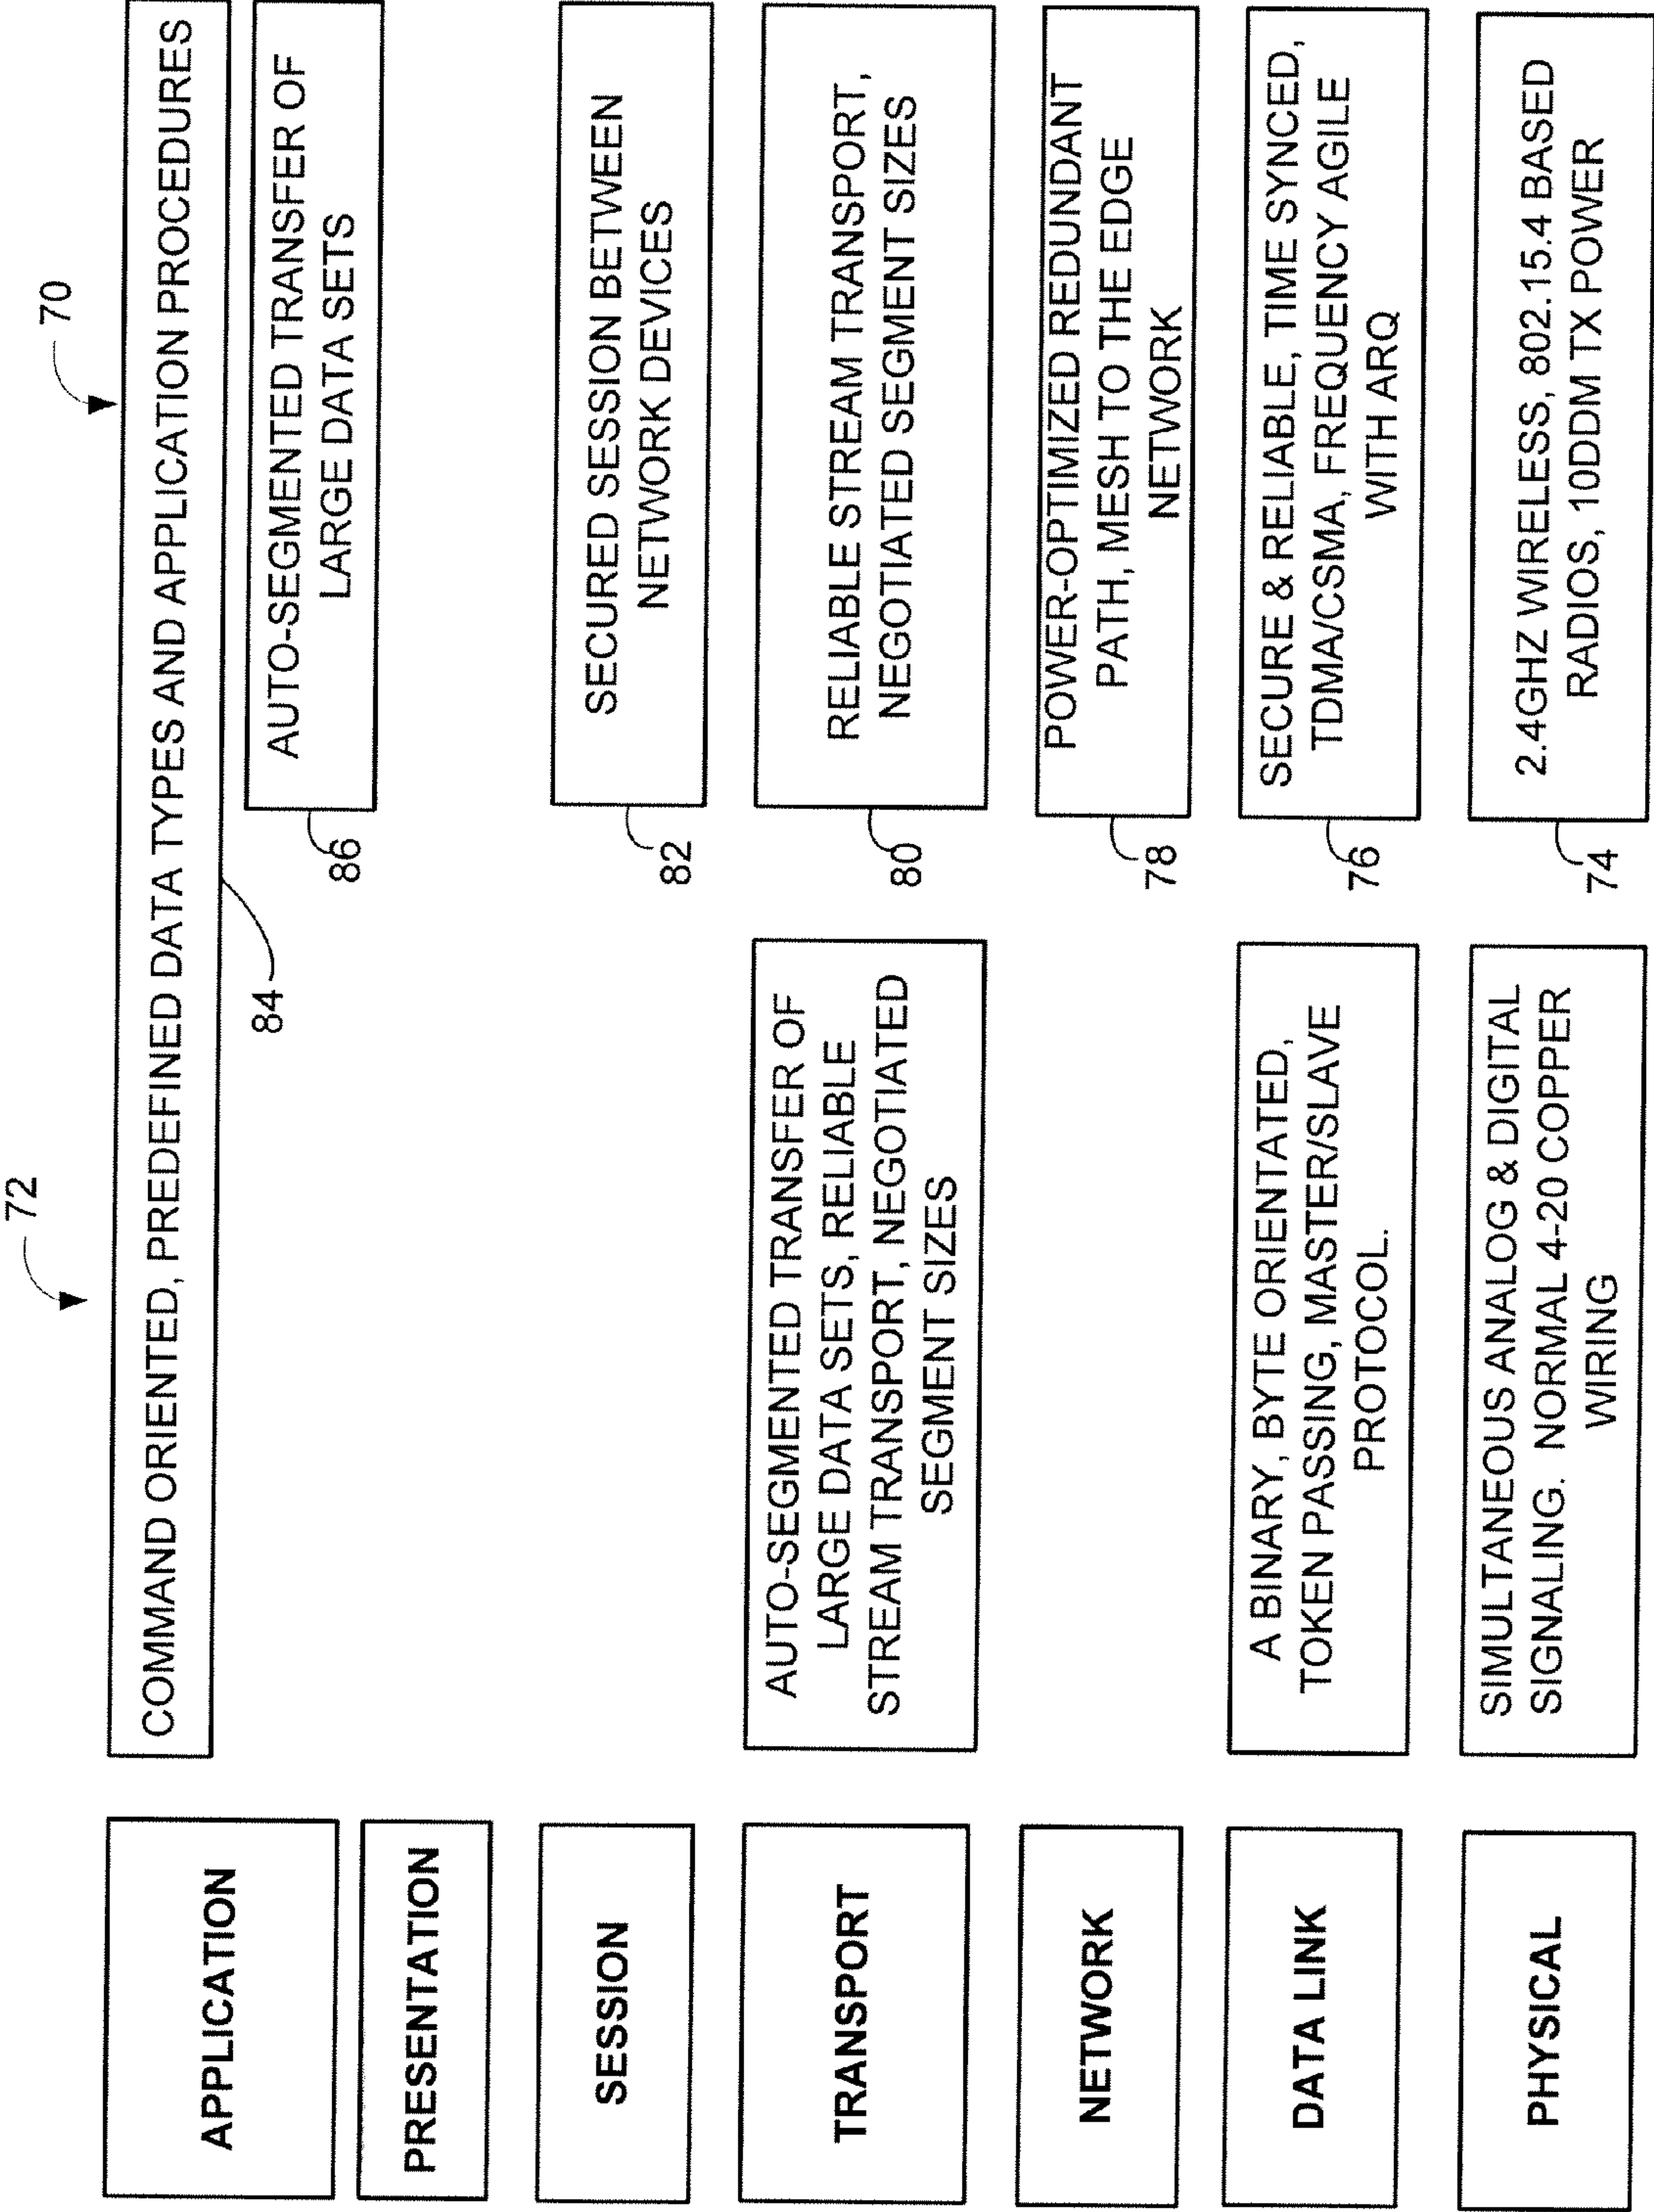 72
70
APPLICATION
COMMAND ORIENTED, PREDEFINED DATA TYPES AND APPLICATION PROCEDURES
84
AUTO-SEGMENTED TRANSFER OF
LARGE DATA SETS
86
PRESENTATION
SESSION
SECURED SESSION BETWEEN
NETWORK DEVICES
82
TRANSPORT
AUTO-SEGMENTED TRANSFER OF
LARGE DATA SETS, RELIABLE
STREAM TRANSPORT, NEGOTIATED
SEGMENT SIZES
RELIABLE STREAM TRANSPORT,
NEGOTIATED SEGMENT SIZES
80
NETWORK
POWER-OPTIMIZED REDUNDANT
PATH, MESH TO THE EDGE
NETWORK
78
DATA LINK
A BINARY, BYTE ORIENTATED,
TOKEN PASSING, MASTER/SLAVE
PROTOCOL.
SECURE & RELIABLE, TIME SYNCED,
TDMA/CSMA, FREQUENCY AGILE
WITH ARQ
76
PHYSICAL
SIMULTANEOUS ANALOG & DIGITAL
SIGNALING. NORMAL 4-20 COPPER
WIRING
2.4GHZ WIRELESS, 802.15.4 BASED
RADIOS, 10DDM TX POWER
74